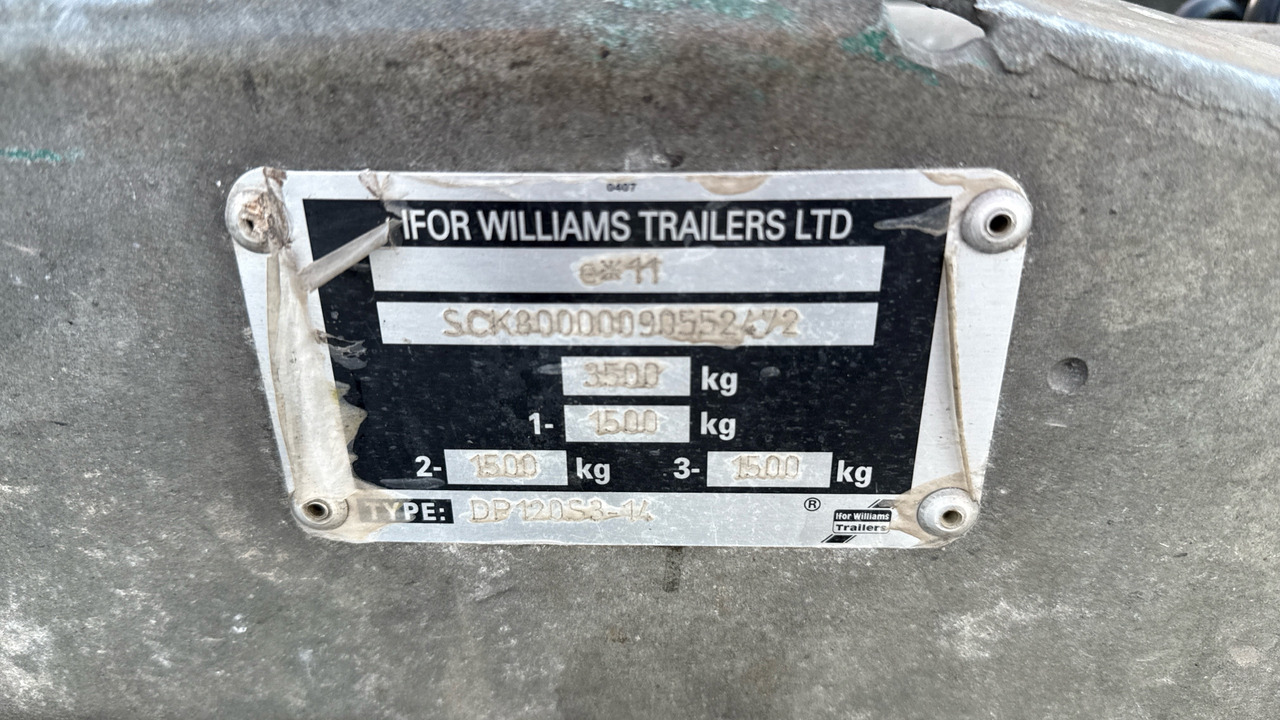 0407
IFOR WILLIAMS TRAILERS LTD
e*11
SCK80000090552472
3500 kg
1- 1500 kg
2- 1500 kg 3- 1500 kg
TYPE: DP120S3-14 ®
Ifor Williams
Trailers